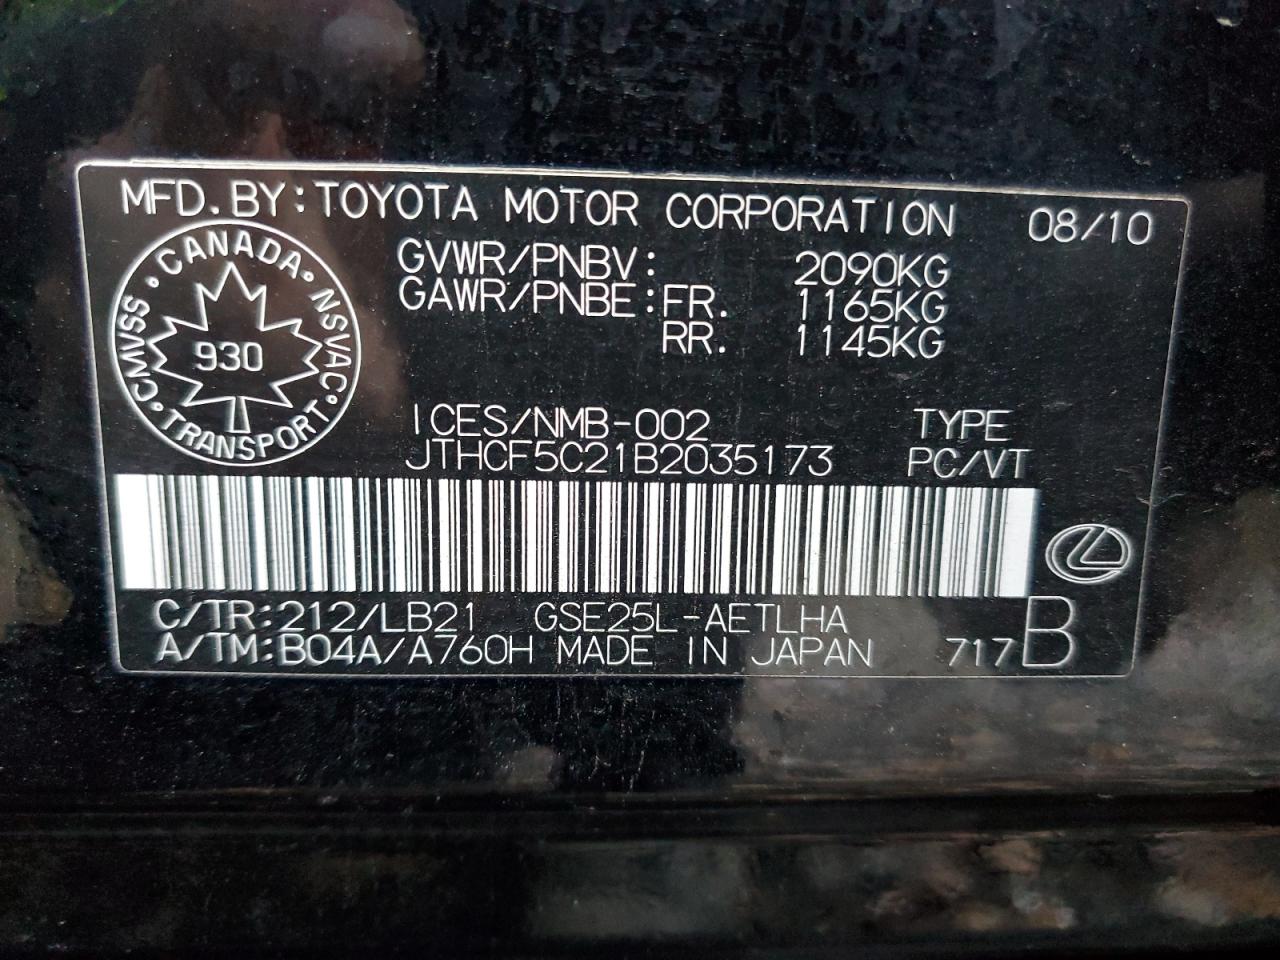 MFD. BY: TOYOTA MOTOR CORPORATION 08/10
GVWR/PNBV: 2090KG
GAWR/PNBE: FR. 1165KG
RR. 1145KG
CANADA · NSVAC · TRANSPORT · CMVSS ·
930
ICES/NMB-002 TYPE
JTHCF5C21B2035173 PC/VT
C/TR: 212/LB21 GSE25L-AETLHA
A/TM: B04A/A760H MADE IN JAPAN 717 B